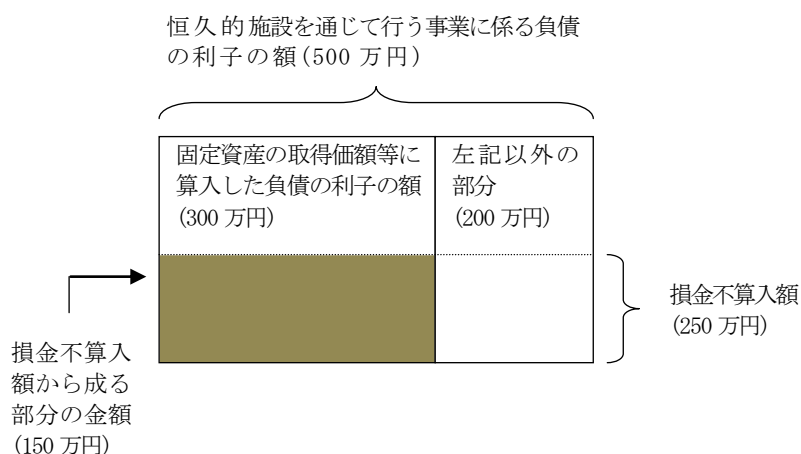 恒久的施設を通じて行う事業に係る負債
の利子の額(500 万円)
固定資産の取得価額等に
算入した負債の利子の額
(300 万円)
左記以外の
部分
(200 万円)
損金不算入額
(250 万円)
損金不算入
額から成る
部分の金額
(150 万円)